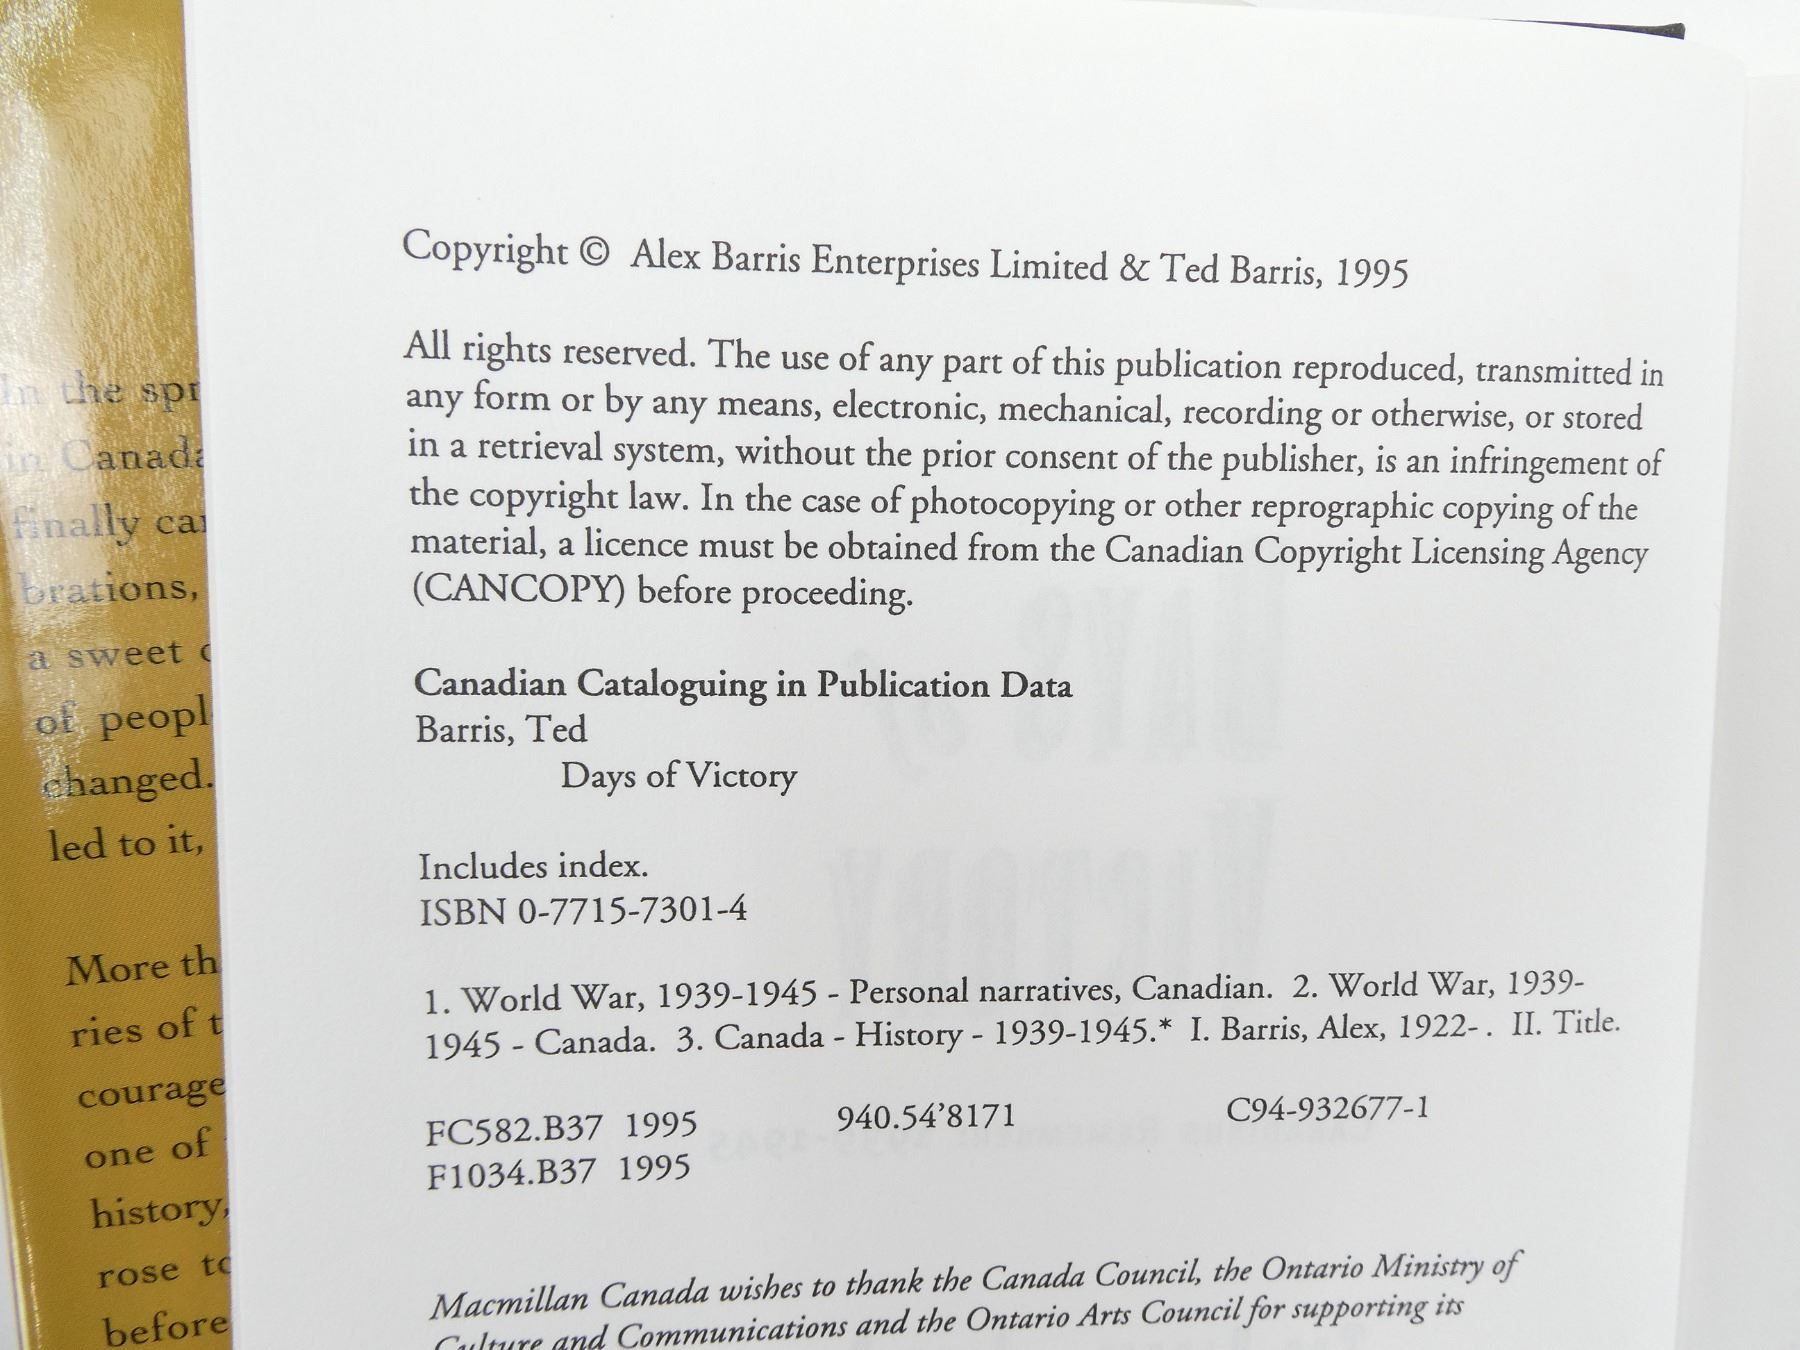 In the spr
in Canada
finally ca
brations,
a sweet
of peopl
changed.
led to it,
More th
ries of t
courage
one of
history,
rose to
before
Copyright © Alex Barris Enterprises Limited & Ted Barris, 1995
All rights reserved. The use of any part of this publication reproduced, transmitted in
any form or by any means, electronic, mechanical, recording or otherwise, or stored
in a retrieval system, without the prior consent of the publisher, is an infringement of
the copyright law. In the case of photocopying or other reprographic copying of the
material, a licence must be obtained from the Canadian Copyright Licensing Agency
(CANCOPY) before proceeding.
Canadian Cataloguing in Publication Data
Barris, Ted
Days of Victory
Includes index.
ISBN 0-7715-7301-4
1. World War, 1939-1945 - Personal narratives, Canadian. 2. World War, 1939-
1945 - Canada. 3. Canada - History - 1939-1945.* I. Barris, Alex, 1922- . II. Title.
FC582.B37 1995 940.54'8171 C94-932677-1
F1034.B37 1995
Macmillan Canada wishes to thank the Canada Council, the Ontario Ministry of
Culture and Communications and the Ontario Arts Council for supporting its